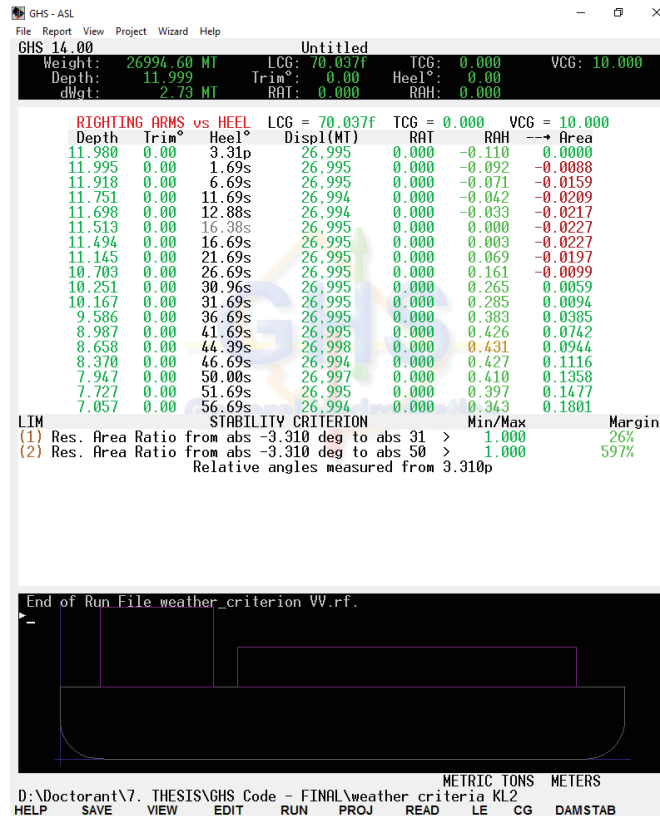 GHS - ASL
File Report View Project Wizard Help
GHS 14.00 Untitled
Weight: 26994.60 MT LCG: 70.037f TCG: 0.000 VCG: 10.000
Depth: 11.999 Trim°: 0.00 Heel°: 0.00
dWgt: 2.73 MT RAT: 0.000 RAH: 0.000
RIGHTING ARMS vs HEEL LCG = 70.037f TCG = 0.000 VCG = 10.000
Depth Trim° Heel° Displ(MT) RAT RAH --→ Area
11.980 0.00 3.31p 26,995 0.000 -0.110 0.0000
11.995 0.00 1.69s 26,995 0.000 -0.092 -0.0088
11.918 0.00 6.69s 26,995 0.000 -0.071 -0.0159
11.751 0.00 11.69s 26,994 0.000 -0.042 -0.0209
11.698 0.00 12.88s 26,994 0.000 -0.033 -0.0217
11.513 0.00 16.38s 26,995 0.000 0.000 -0.0227
11.494 0.00 16.69s 26,995 0.000 0.003 -0.0227
11.145 0.00 21.69s 26,995 0.000 0.069 -0.0197
10.703 0.00 26.69s 26,995 0.000 0.161 -0.0099
10.251 0.00 30.96s 26,995 0.000 0.265 0.0059
10.167 0.00 31.69s 26,995 0.000 0.285 0.0094
9.586 0.00 36.69s 26,995 0.000 0.383 0.0385
8.987 0.00 41.69s 26,995 0.000 0.426 0.0742
8.658 0.00 44.39s 26,998 0.000 0.431 0.0944
8.370 0.00 46.69s 26,994 0.000 0.427 0.1116
7.947 0.00 50.00s 26,997 0.000 0.410 0.1358
7.727 0.00 51.69s 26,995 0.000 0.397 0.1477
7.057 0.00 56.69s 26,994 0.000 0.343 0.1801
LIM STABILITY CRITERION Min/Max Margin
(1) Res. Area Ratio from abs -3.310 deg to abs 31 > 1.000 26%
(2) Res. Area Ratio from abs -3.310 deg to abs 50 > 1.000 597%
Relative angles measured from 3.310p
GHS
End of Run File weather_criterion VV.rf.
METRIC TONS METERS
D:\Doctorant\7. THESIS\GHS Code - FINAL\weather criteria KL2
HELP SAVE VIEW EDIT RUN PROJ READ LE CG DAMSTAB